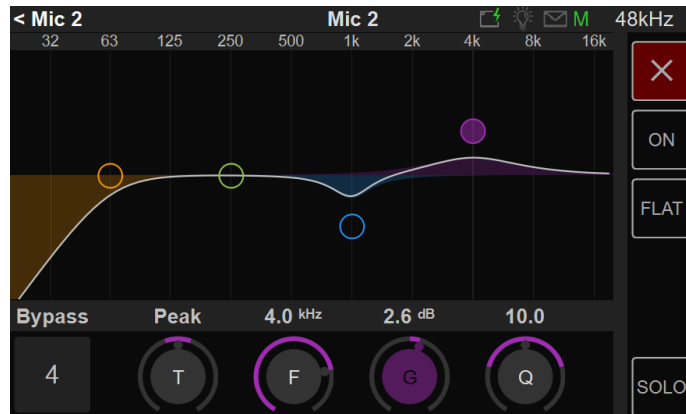 < Mic 2 Mic 2 M 48kHz
32 63 125 250 500 1k 2k 4k 8k 16k
ON
FLAT
Bypass Peak 4.0 kHz 2.6 dB 10.0
4 T F G Q
SOLO